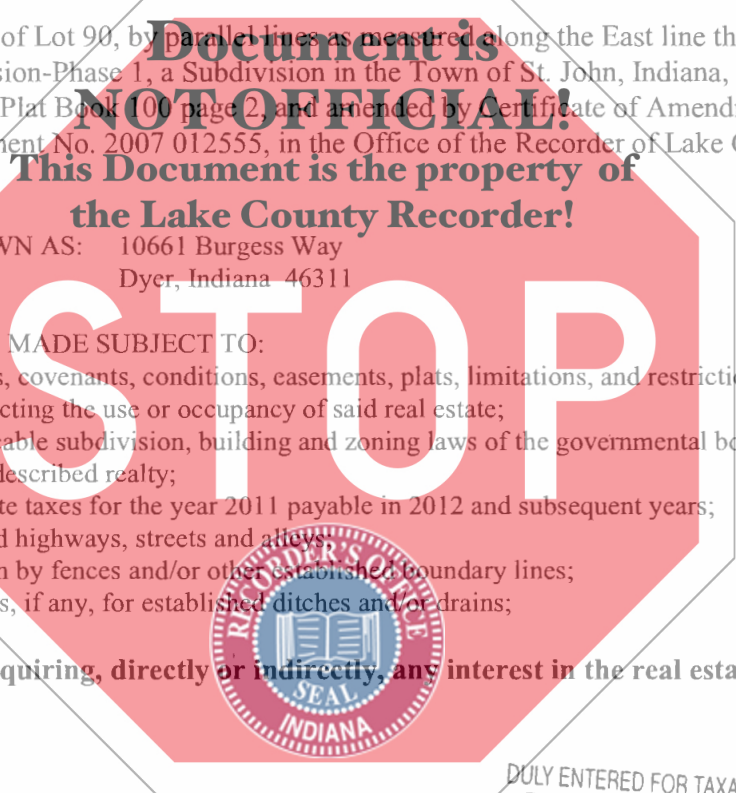 Document is
of Lot 90, by parallel lines as measured along the East line th
sion-Phase 1, a Subdivision in the Town of St. John, Indiana,
NOT OFFICIAL!
Plat Book 100 page 2, and amended by Certificate of Amend
ent No. 2007 012555, in the Office of the Recorder of Lake
This Document is the property of
the Lake County Recorder!
WN AS: 10661 Burgess Way
Dyer, Indiana 46311
STOP
MADE SUBJECT TO:
s, covenants, conditions, easements, plats, limitations, and restrictio
cting the use or occupancy of said real estate;
able subdivision, building and zoning laws of the governmental bo
described realty;
te taxes for the year 2011 payable in 2012 and subsequent years;
d highways, streets and alleys;
n by fences and/or other established boundary lines;
s, if any, for established ditches and/or drains;
RECORDER'S OFFICE
SEAL
INDIANA
quiring, directly or indirectly, any interest in the real esta
DULY ENTERED FOR TAXA